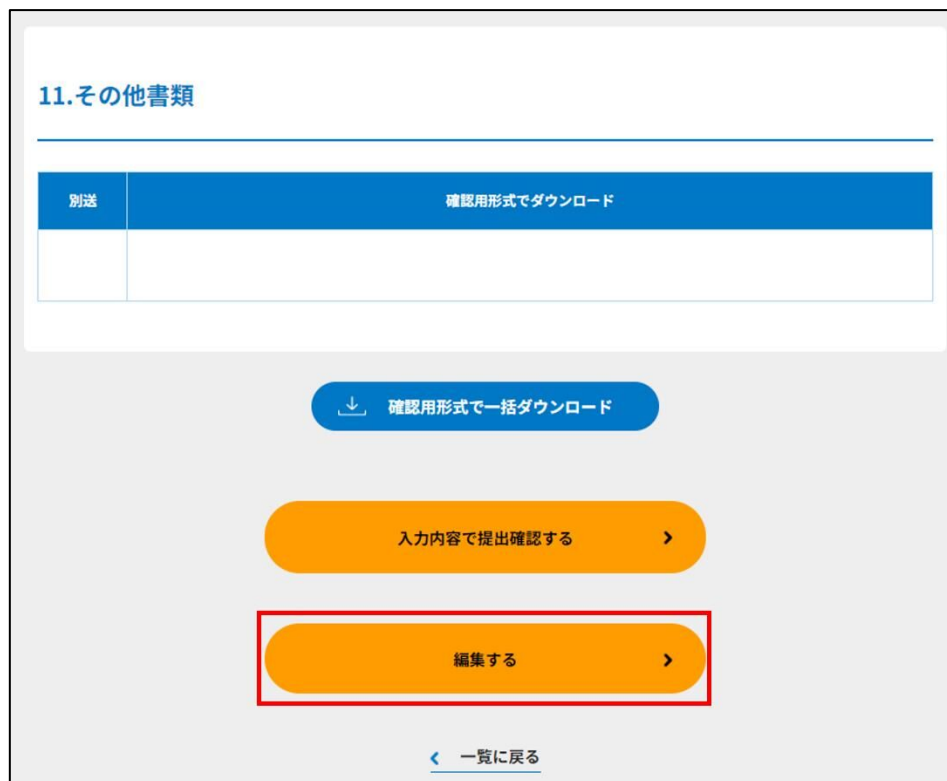 11.その他書類
別送
確認用形式でダウンロード
確認用形式で一括ダウンロード
入力内容で提出確認する
編集する
一覧に戻る